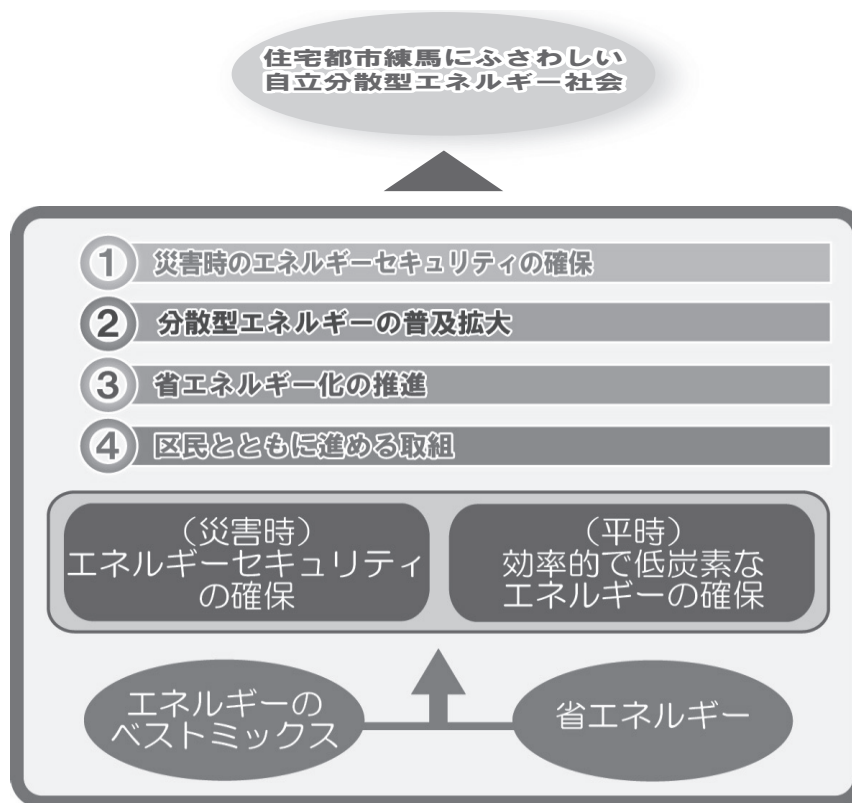 住宅都市練馬にふさわしい
自立分散型エネルギー社会
1 災害時のエネルギーセキュリティの確保
2 分散型エネルギーの普及拡大
3 省エネルギー化の推進
4 区民とともに進める取組
（災害時）
エネルギーセキュリティ
の確保
（平時）
効率的で低炭素な
エネルギーの確保
エネルギーの
ベストミックス
省エネルギー